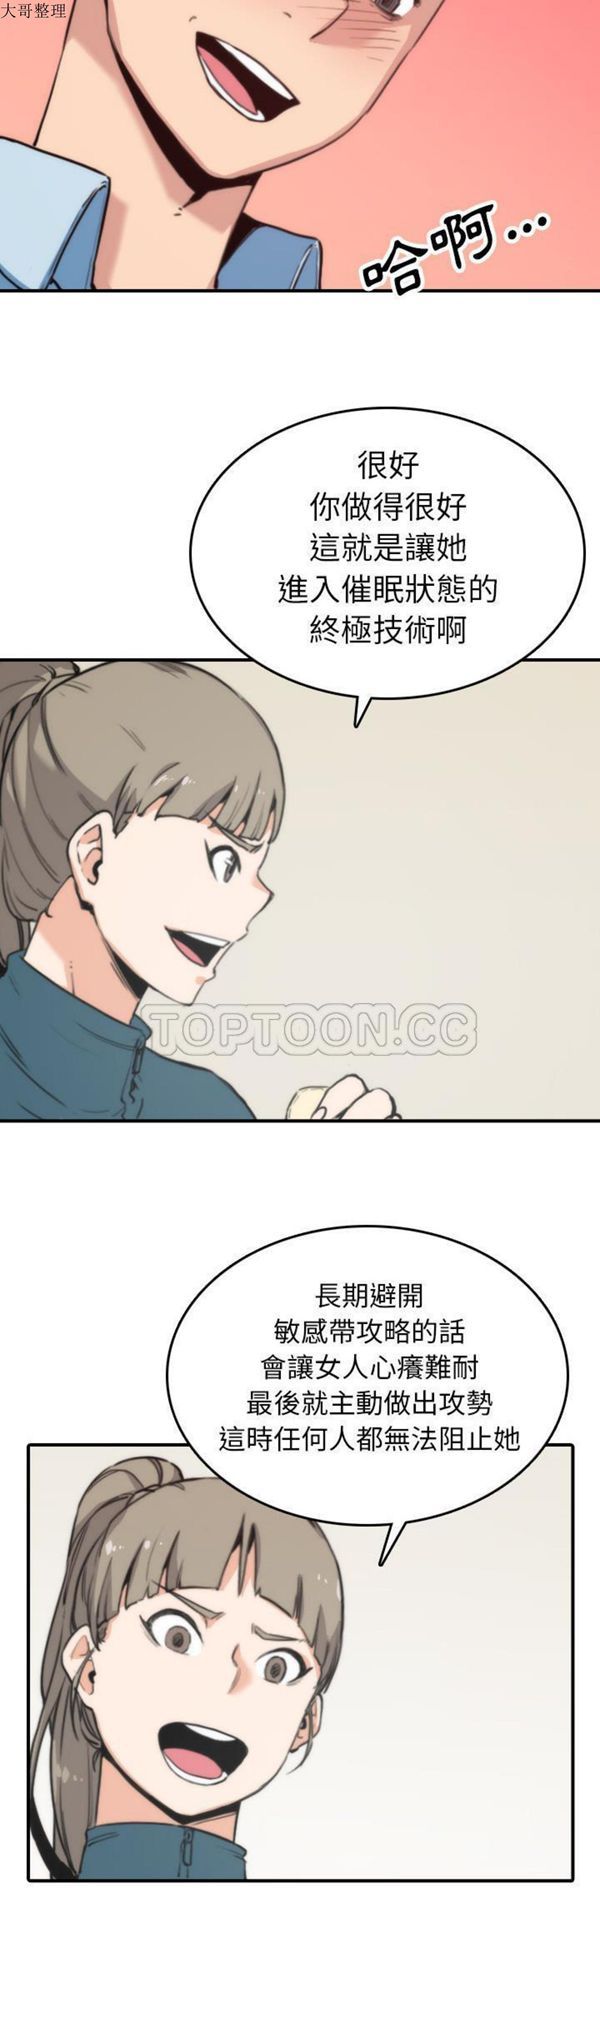 大哥整理
哈啊...
很好
你做得很好
這就是讓她
進入催眠狀態的
終極技術啊
TOPTOON.CC
長期避開
敏感帶攻略的話
會讓女人心癢難耐
最後就主動做出攻勢
這時任何人都無法阻止她